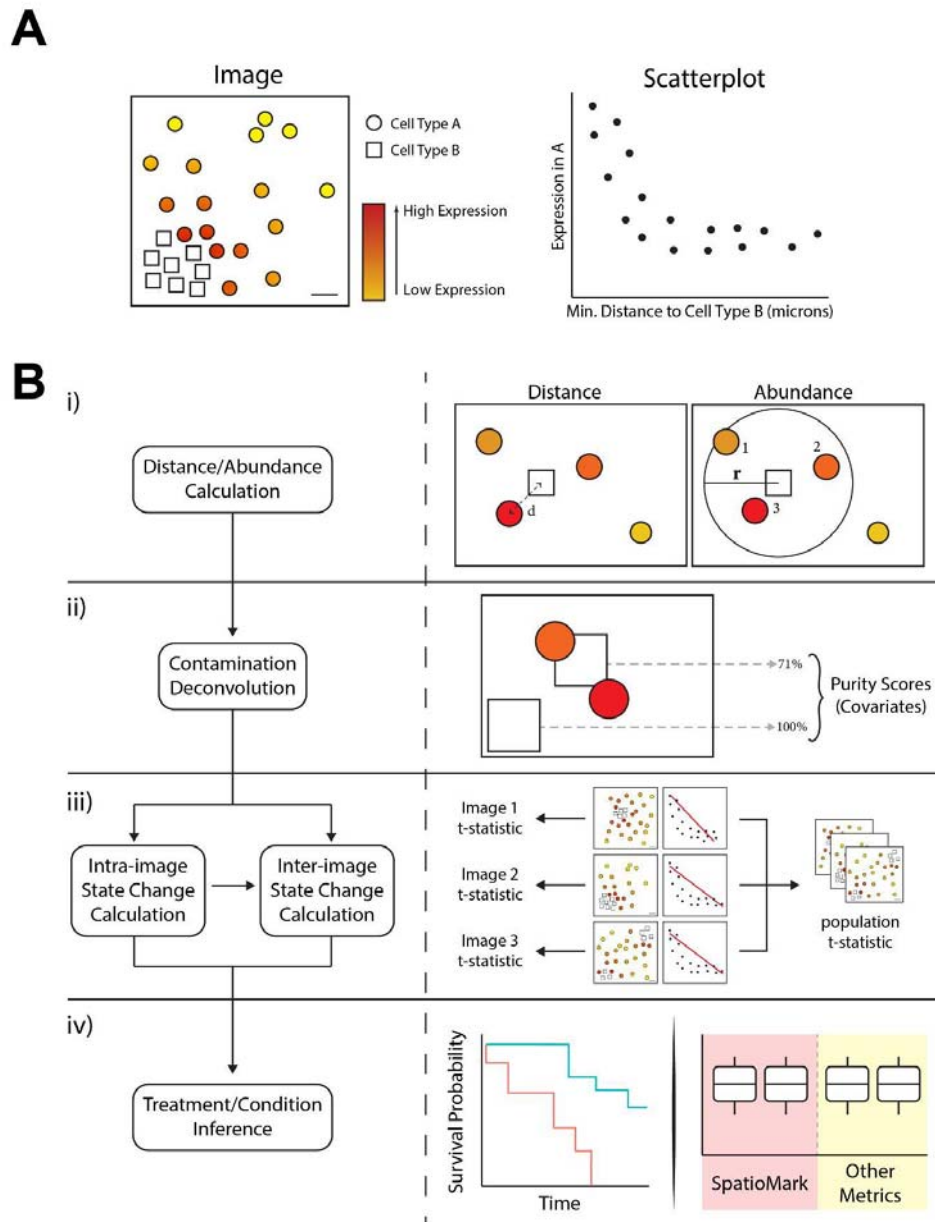 A
Image
Cell Type A
Cell Type B
High Expression
Low Expression
Scatterplot
Expression in A
Min. Distance to Cell Type B (microns)
B
i)
Distance/Abundance
Calculation
Distance
d
Abundance
1
2
r
3
ii)
Contamination
Deconvolution
71%
100%
Purity Scores
(Covariates)
iii)
Intra-image
State Change
Calculation
Inter-image
State Change
Calculation
Image 1
t-statistic
Image 2
t-statistic
Image 3
t-statistic
population
t-statistic
iv)
Treatment/Condition
Inference
Survival Probability
Time
SpatioMark
Other
Metrics